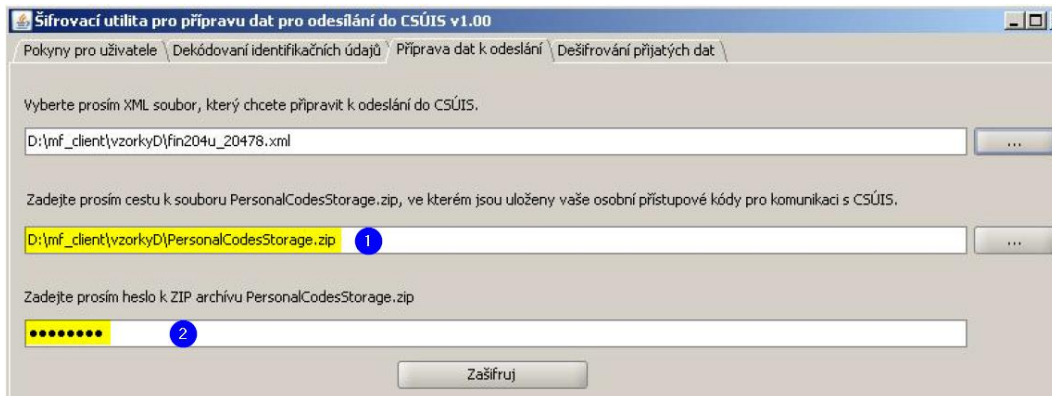 Šifrovací utilita pro přípravu dat pro odesílání do CSÚIS v1.00
Pokyny pro uživatele \ Dekódovaní identifikačních údajů \ Příprava dat k odeslání \ Dešifrování přijatých dat \
Vyberte prosím XML soubor, který chcete připravit k odeslání do CSÚIS.
D:\mf_client\vzorkyD\fin204u_20478.xml
...
Zadejte prosím cestu k souboru PersonalCodesStorage.zip, ve kterém jsou uloženy vaše osobní přístupové kódy pro komunikaci s CSÚIS.
D:\mf_client\vzorkyD\PersonalCodesStorage.zip 1
...
Zadejte prosím heslo k ZIP archívu PersonalCodesStorage.zip
●●●●●●●● 2
Zašifruj